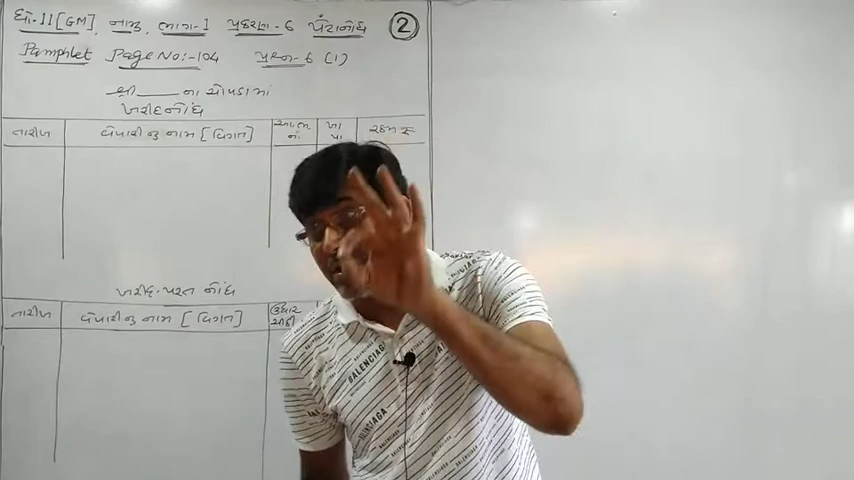 ધો-11 [GM], નામુ, ભાગ-1 પ્રકરણ-6 પેટાનોંધ ②
Pamphlet Page No:-104 પ્રશ્ન-6 (1)
શ્રી ____ ના ચોપડામાં
ખરીદનોંધ
તારીખ વેપારીનું નામ [વિગત] આ.ભ. નં. ખા. પા. રકમ રૂ
ખરીદ-પરત નોંધ
તારીખ વેપારીનું નામ [વિગત] ઉધાર ચિઠ્ઠી
BALENCIAGA